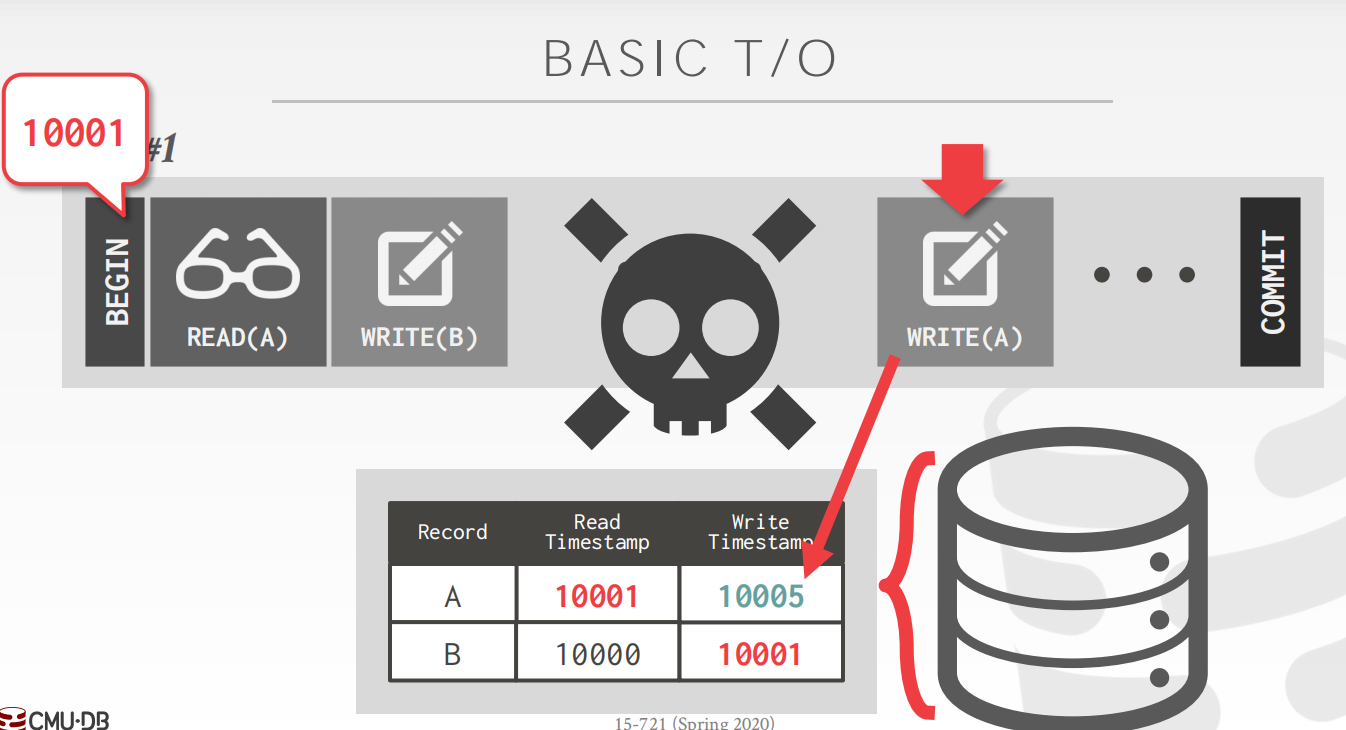 BASIC T/O
10001
#1
BEGIN
READ(A)
WRITE(B)
WRITE(A)
COMMIT
Record
Read
Timestamp
Write
Timestamp
A
10001
10005
B
10000
10001
CMU·DB
15-721 (Spring 2020)